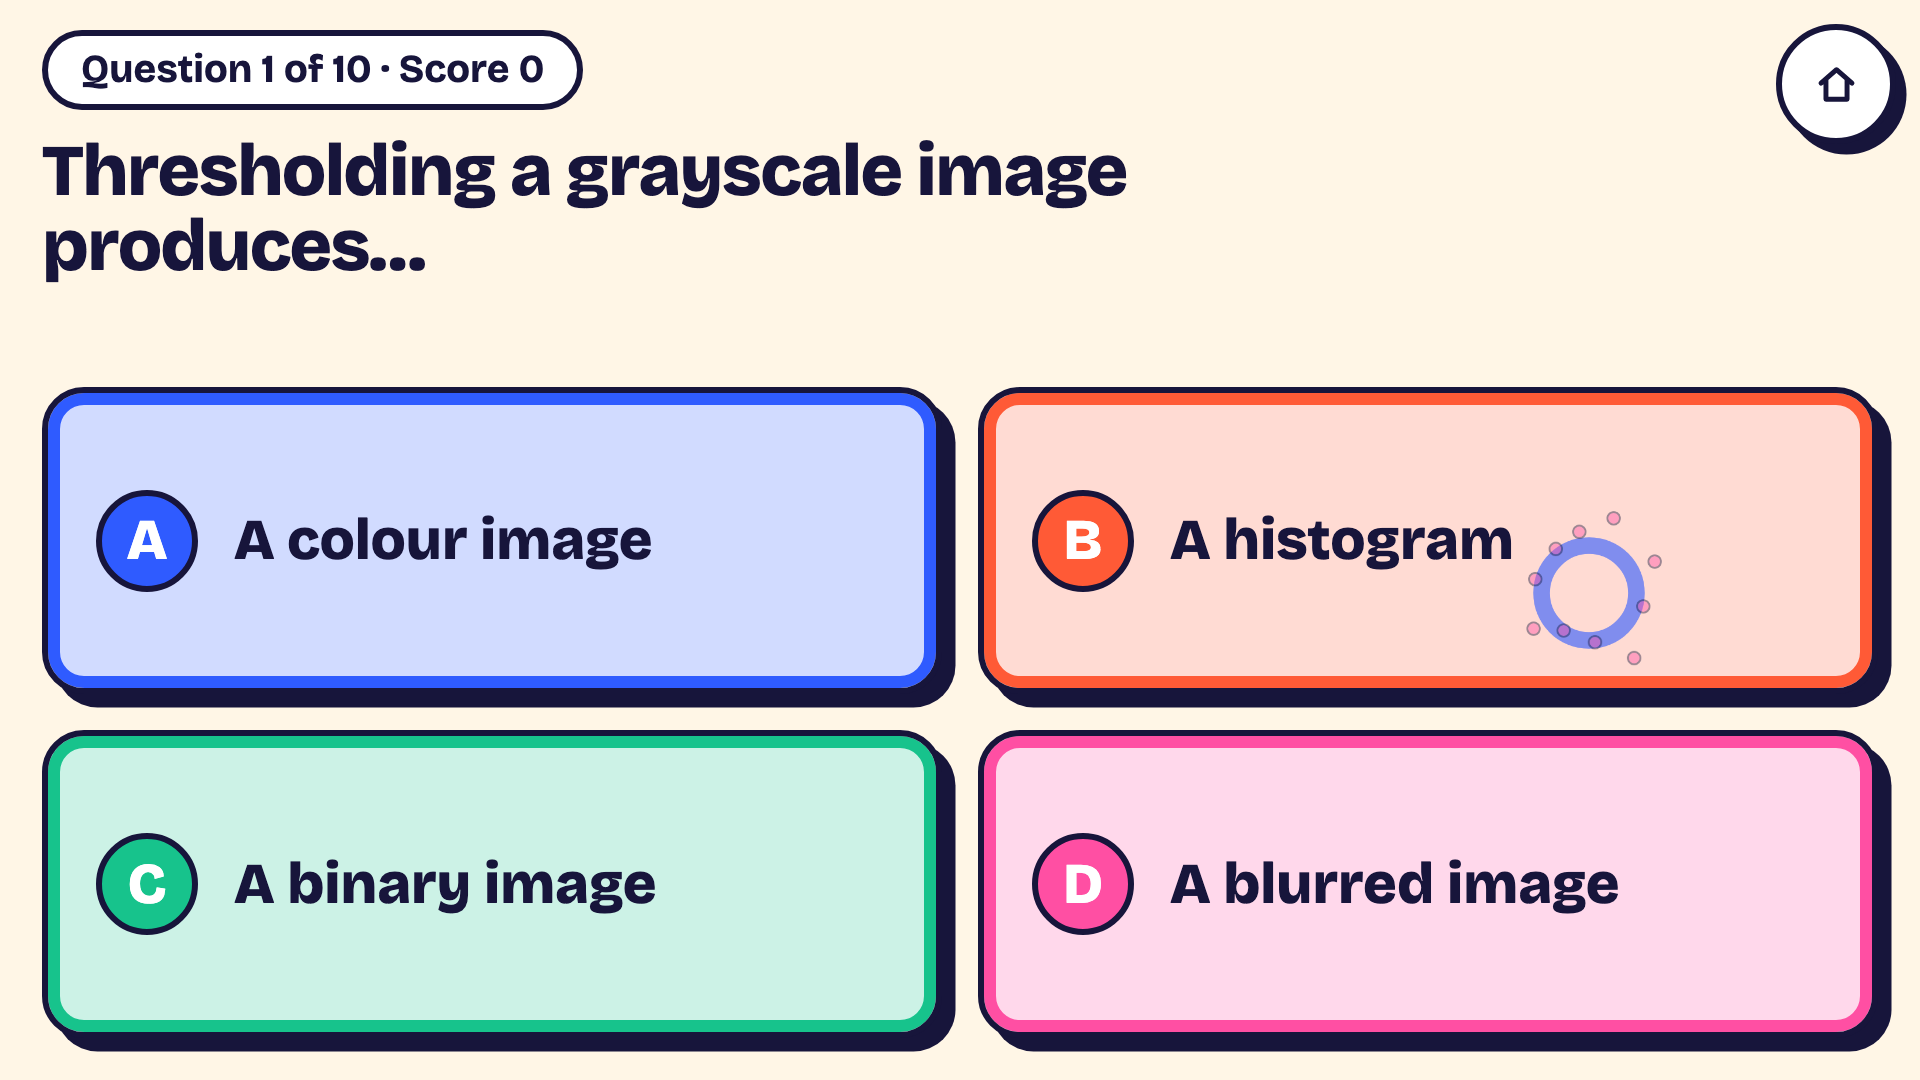 Question 1 of 10 · Score 0
Thresholding a grayscale image
produces...
A
A colour image
B
A histogram
C
A binary image
D
A blurred image